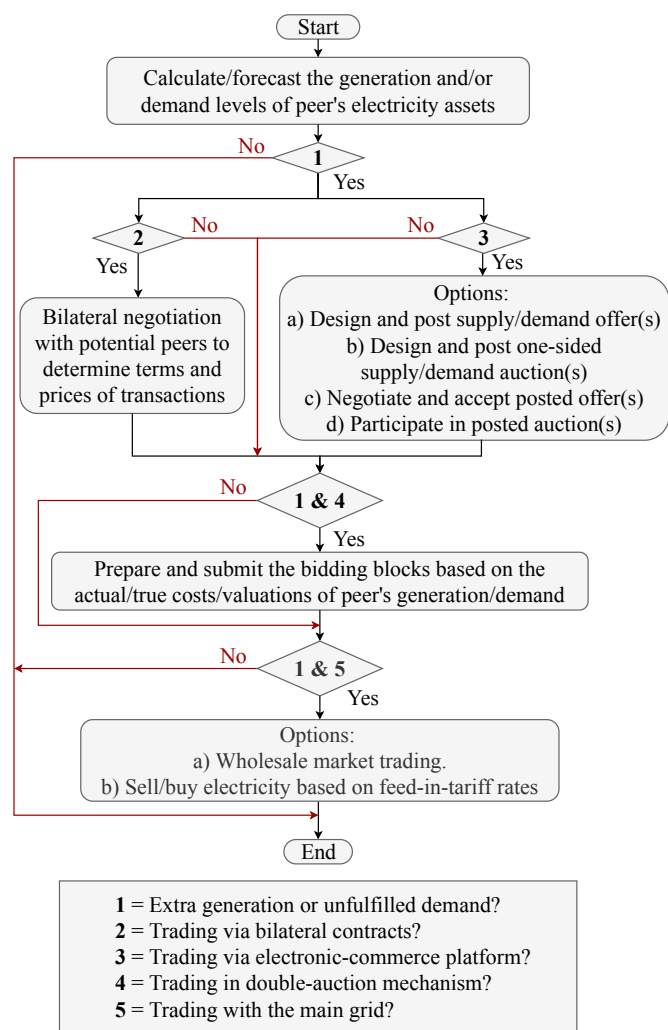 Start
Calculate/forecast the generation and/or
demand levels of peer's electricity assets
No
1
Yes
2
No
No
3
Yes
Yes
Bilateral negotiation
with potential peers to
determine terms and
prices of transactions
Options:
a) Design and post supply/demand offer(s)
b) Design and post one-sided
supply/demand auction(s)
c) Negotiate and accept posted offer(s)
d) Participate in posted auction(s)
No
1 & 4
Yes
Prepare and submit the bidding blocks based on the
actual/true costs/valuations of peer's generation/demand
No
1 & 5
Yes
Options:
a) Wholesale market trading.
b) Sell/buy electricity based on feed-in-tariff rates
End
1 = Extra generation or unfulfilled demand?
2 = Trading via bilateral contracts?
3 = Trading via electronic-commerce platform?
4 = Trading in double-auction mechanism?
5 = Trading with the main grid?